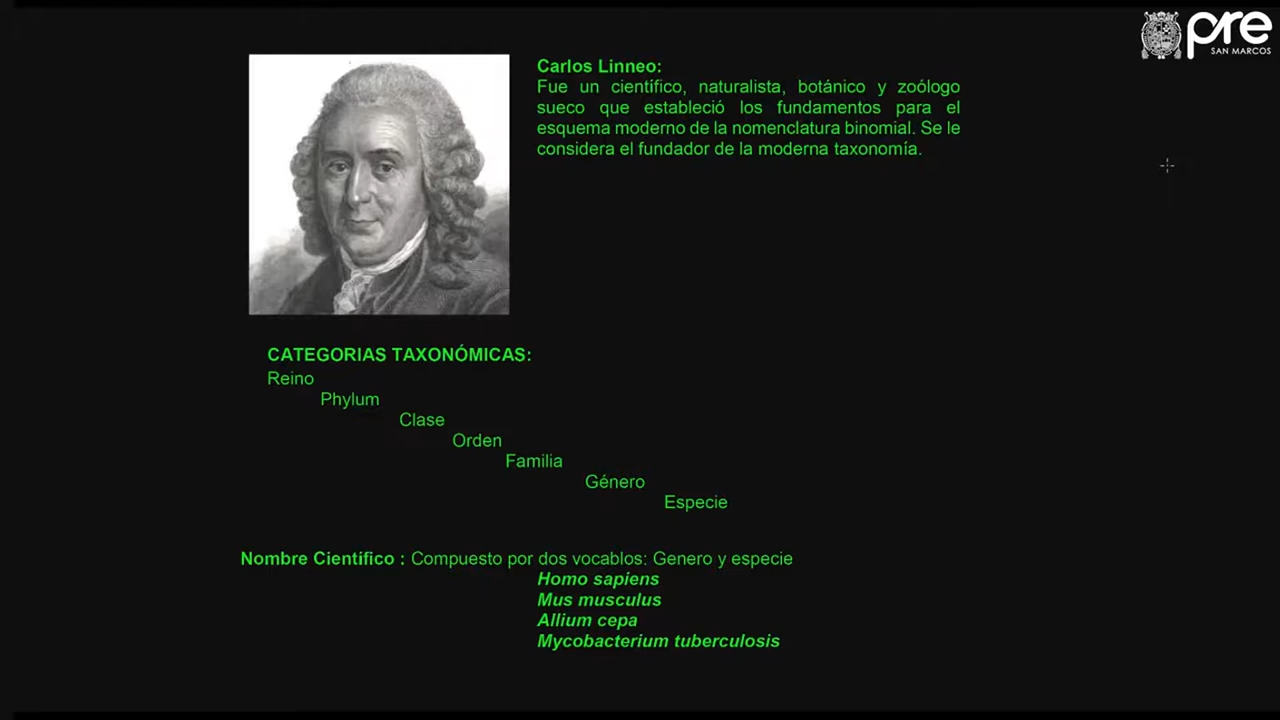 pre
SAN MARCOS
Carlos Linneo:
Fue un científico, naturalista, botánico y zoólogo
sueco que estableció los fundamentos para el
esquema moderno de la nomenclatura binomial. Se le
considera el fundador de la moderna taxonomía.
CATEGORIAS TAXONÓMICAS:
Reino
Phylum
Clase
Orden
Familia
Género
Especie
Nombre Científico : Compuesto por dos vocablos: Genero y especie
Homo sapiens
Mus musculus
Allium cepa
Mycobacterium tuberculosis